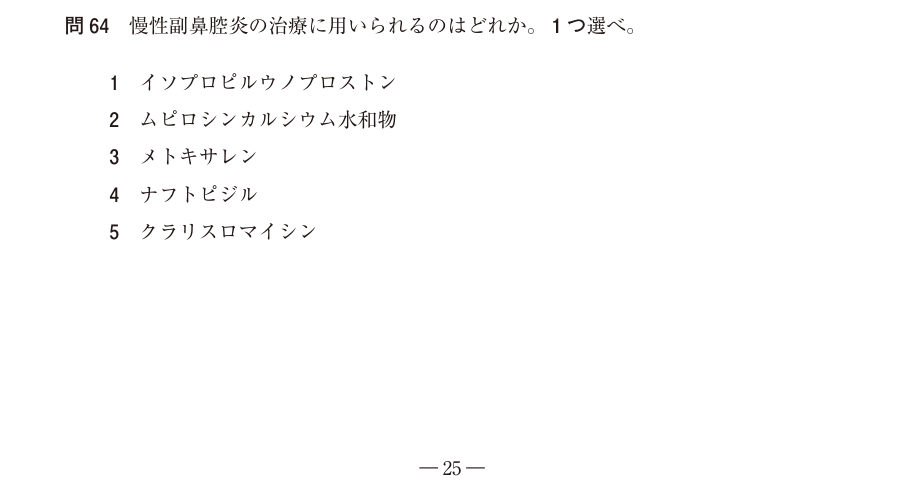 問 64 慢性副鼻腔炎の治療に用いられるのはどれか。1つ選べ。
1 イソプロピルウノプロストン
2 ムピロシンカルシウム水和物
3 メトキサレン
4 ナフトピジル
5 クラリスロマイシン
— 25 —